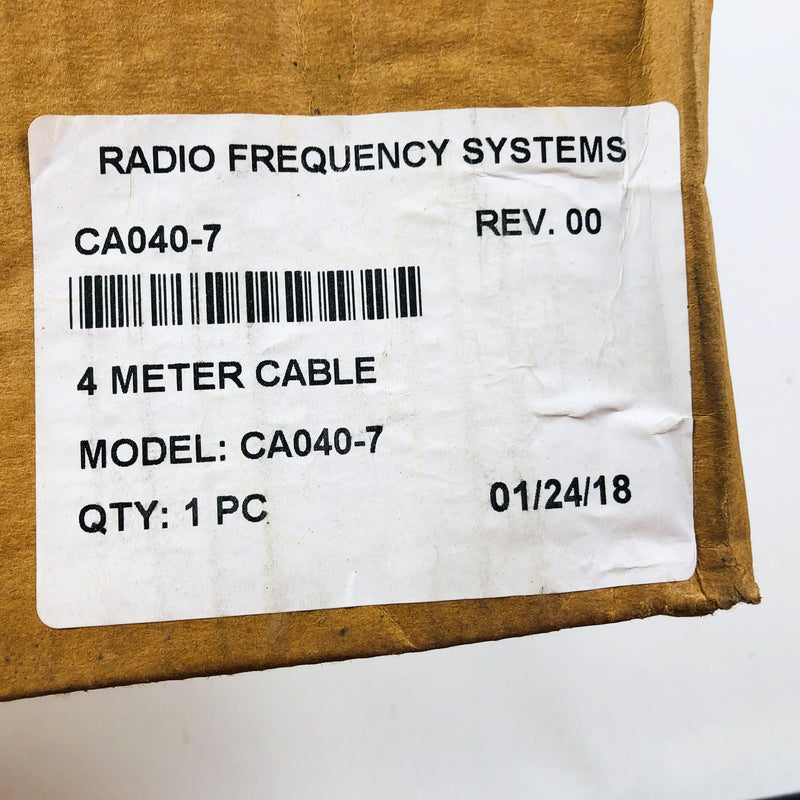 RADIO FREQUENCY SYSTEMS
CA040-7 REV. 00
4 METER CABLE
MODEL: CA040-7
QTY: 1 PC 01/24/18